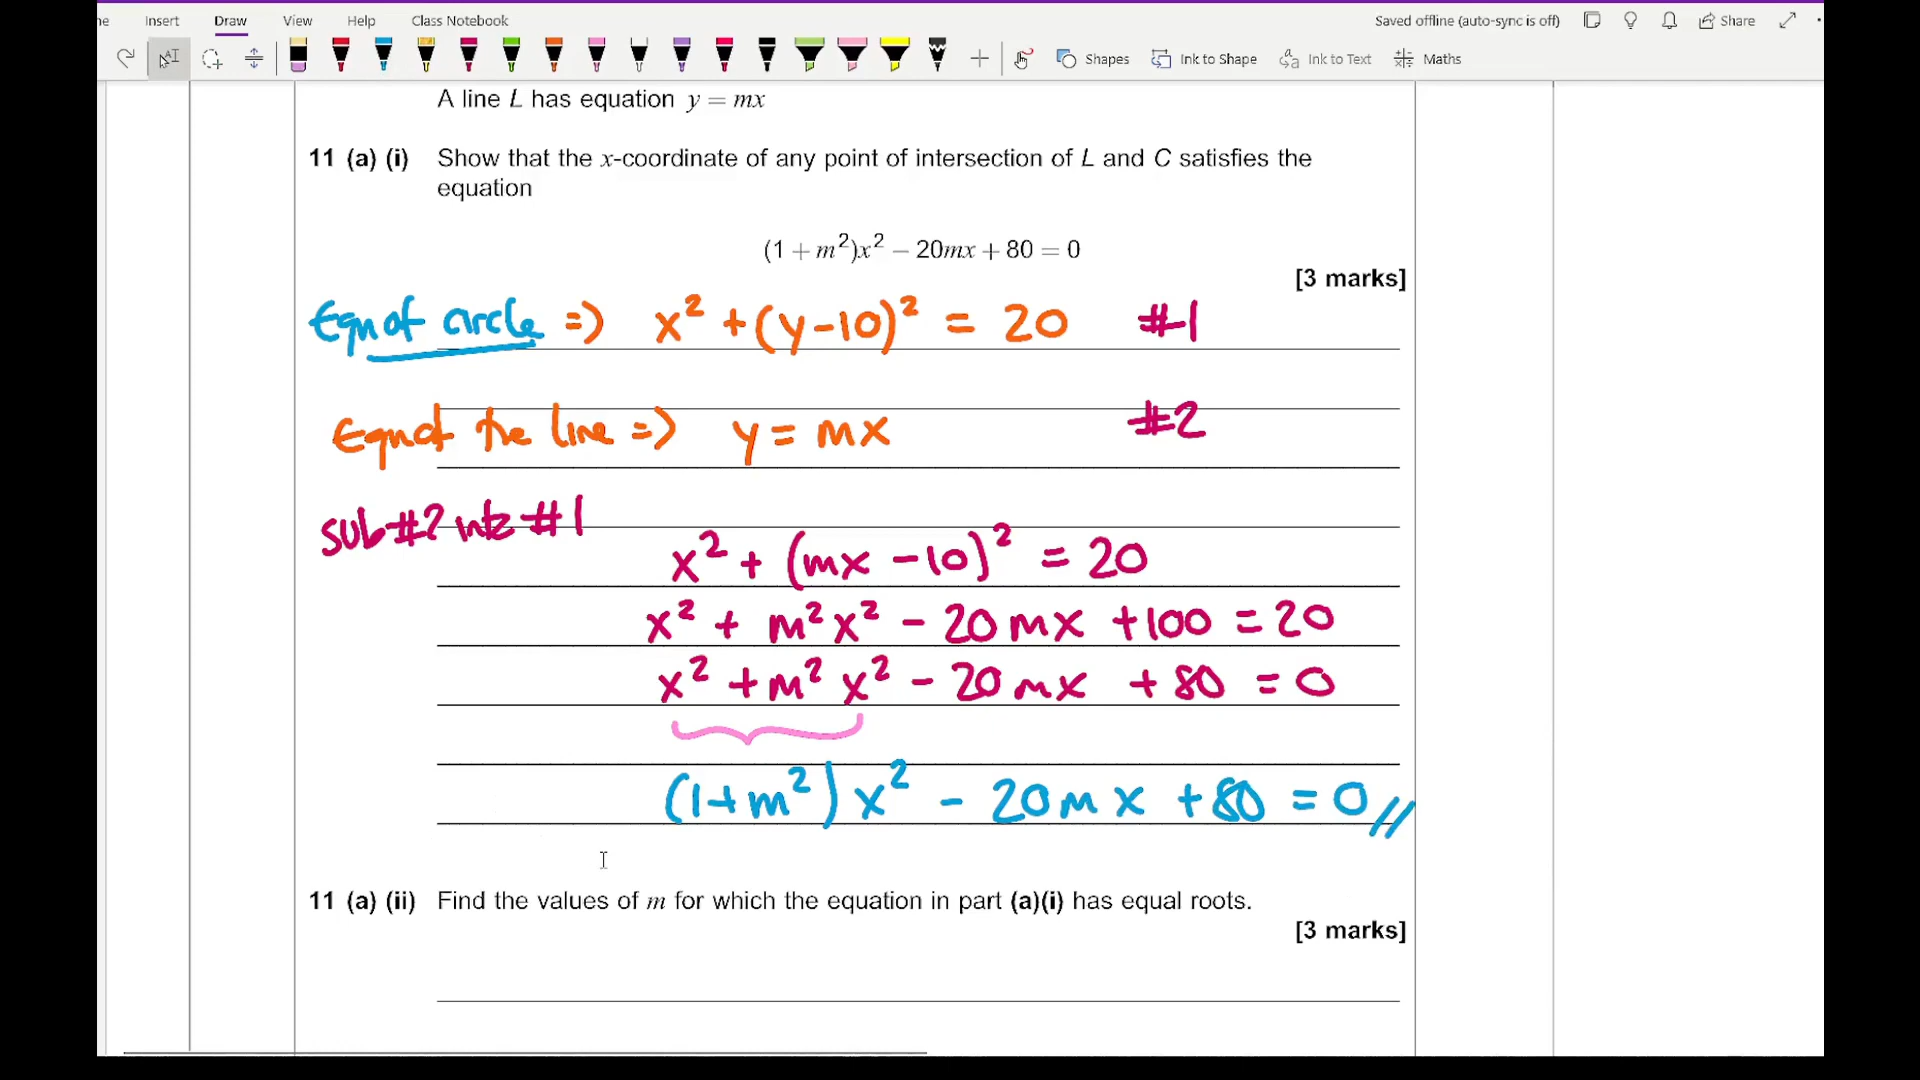 Insert Draw View Help Class Notebook Saved offline (auto-sync is off) Share
Shapes Ink to Shape Ink to Text Maths
A line L has equation y = mx
11 (a) (i) Show that the x-coordinate of any point of intersection of L and C satisfies the
equation
(1 + m²)x² − 20mx + 80 = 0
[3 marks]
Eqn of circle => x² + (y-10)² = 20 #1
Eqn of the line => y = mx #2
sub #2 into #1
x² + (mx - 10)² = 20
x² + m²x² - 20mx + 100 = 20
x² + m²x² - 20mx + 80 = 0
(1+m²)x² - 20mx + 80 = 0//
11 (a) (ii) Find the values of m for which the equation in part (a)(i) has equal roots.
[3 marks]